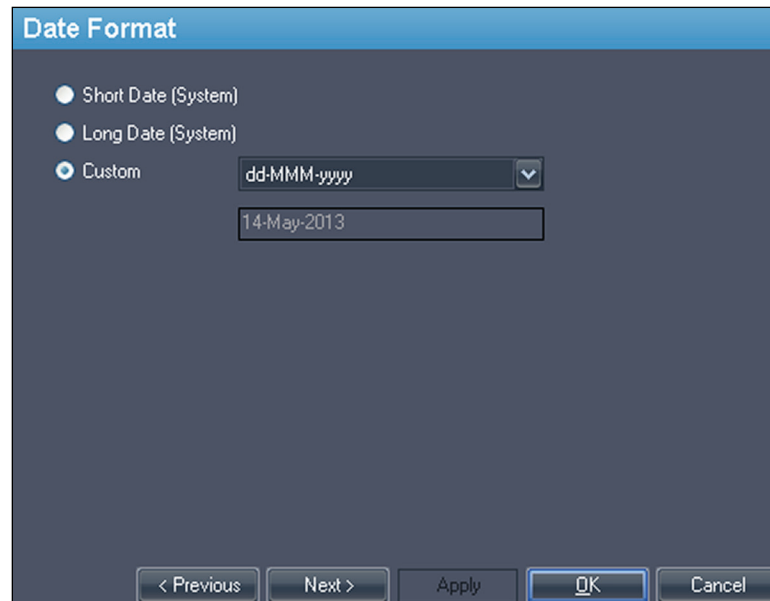 Date Format
Short Date (System)
Long Date (System)
Custom
dd-MMM-yyyy
14-May-2013
< Previous
Next >
Apply
OK
Cancel